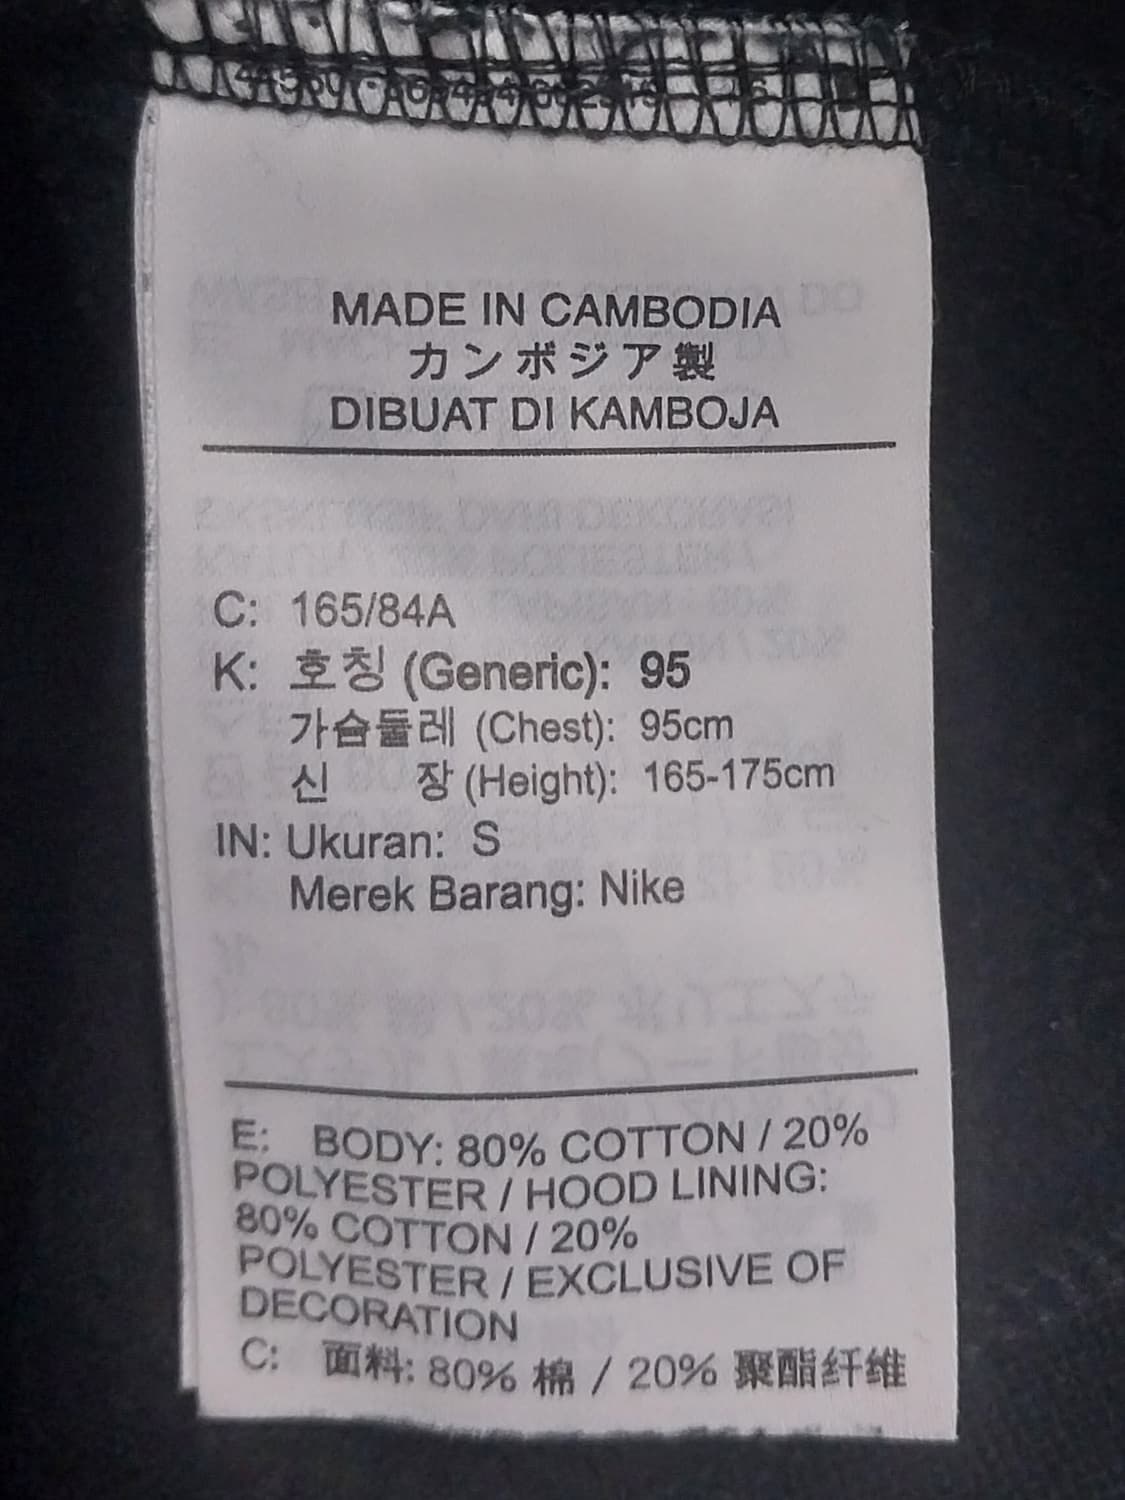 MADE IN CAMBODIA
カンボジア製
DIBUAT DI KAMBOJA
C: 165/84A
K: 호칭 (Generic): 95
가슴둘레 (Chest): 95cm
신 장 (Height): 165-175cm
IN: Ukuran: S
Merek Barang: Nike
E: BODY: 80% COTTON / 20%
POLYESTER / HOOD LINING:
80% COTTON / 20%
POLYESTER / EXCLUSIVE OF
DECORATION
C: 面料: 80% 棉 / 20% 聚酯纤维